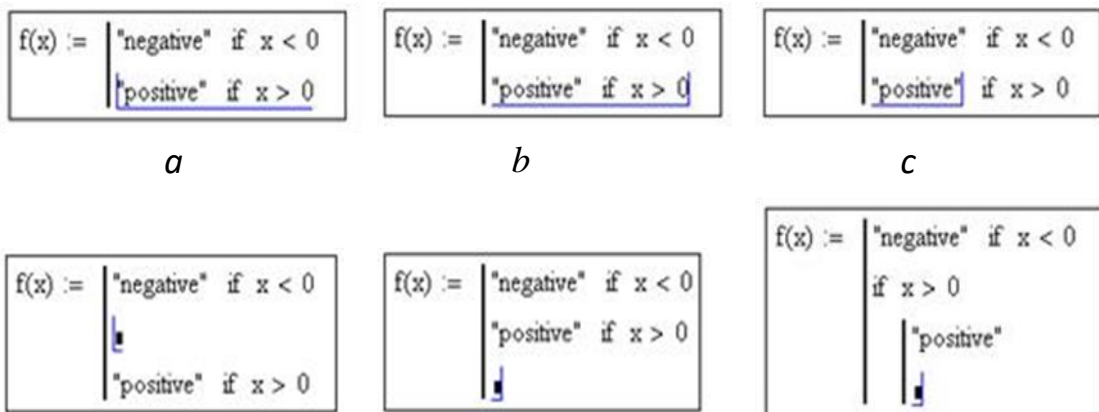 f(x) := "negative" if x < 0
"positive" if x > 0
f(x) := "negative" if x < 0
"positive" if x > 0
f(x) := "negative" if x < 0
"positive" if x > 0
a
b
c
f(x) := "negative" if x < 0
"positive" if x > 0
f(x) := "negative" if x < 0
"positive" if x > 0
f(x) := "negative" if x < 0
if x > 0
"positive"